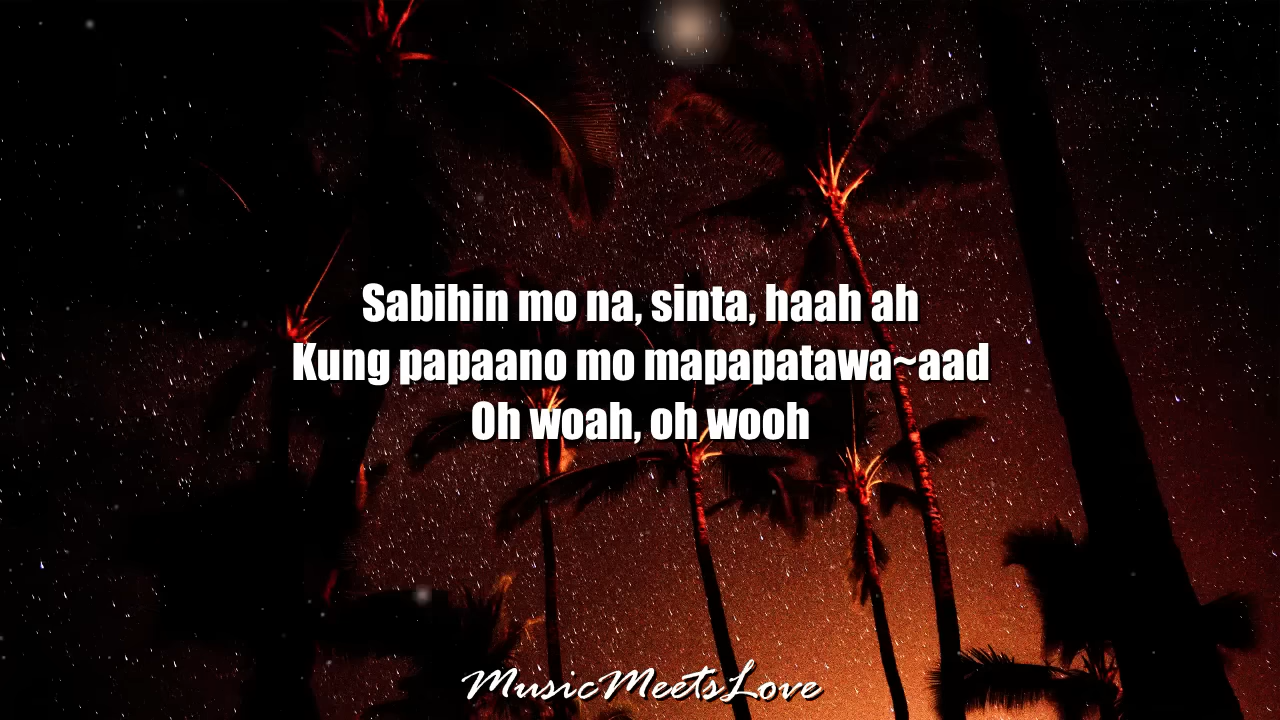 Sabihin mo na, sinta, haah ah
Kung papaano mo mapapatawa~aad
Oh woah, oh wooh
MusicMeetsLove